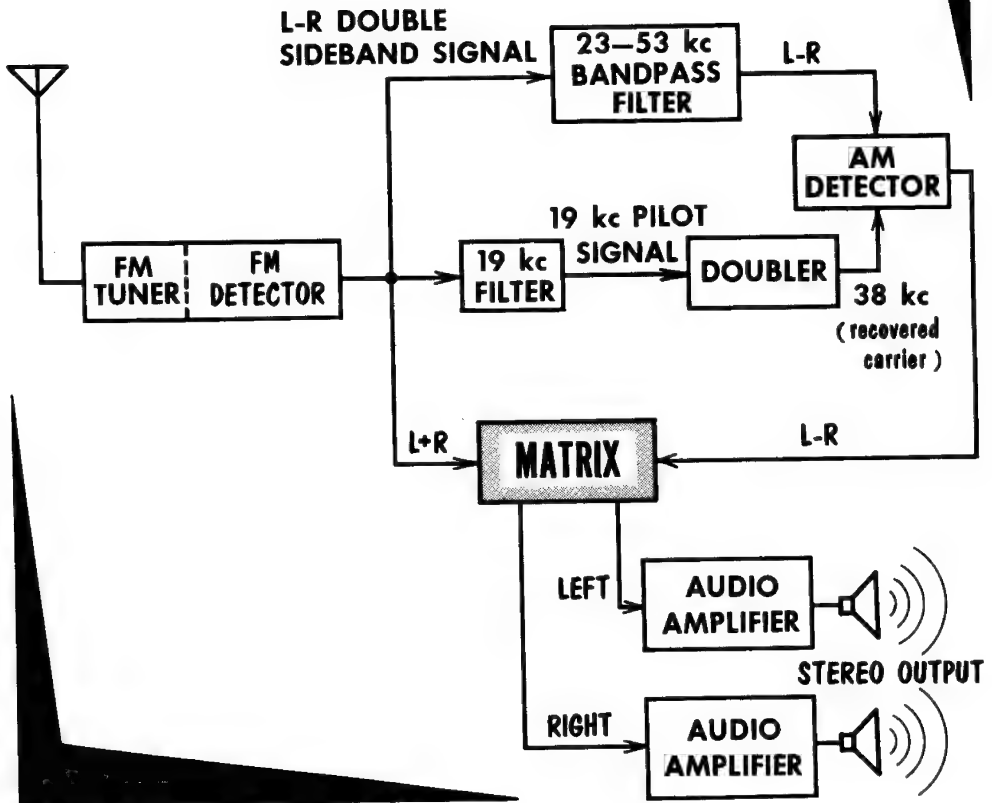 L-R DOUBLE
SIDEBAND SIGNAL
23–53 kc
BANDPASS
FILTER
L-R
AM
DETECTOR
19 kc PILOT
SIGNAL
FM
TUNER
FM
DETECTOR
19 kc
FILTER
DOUBLER
38 kc
(recovered
carrier)
L+R
MATRIX
L-R
LEFT
AUDIO
AMPLIFIER
STEREO OUTPUT
RIGHT
AUDIO
AMPLIFIER